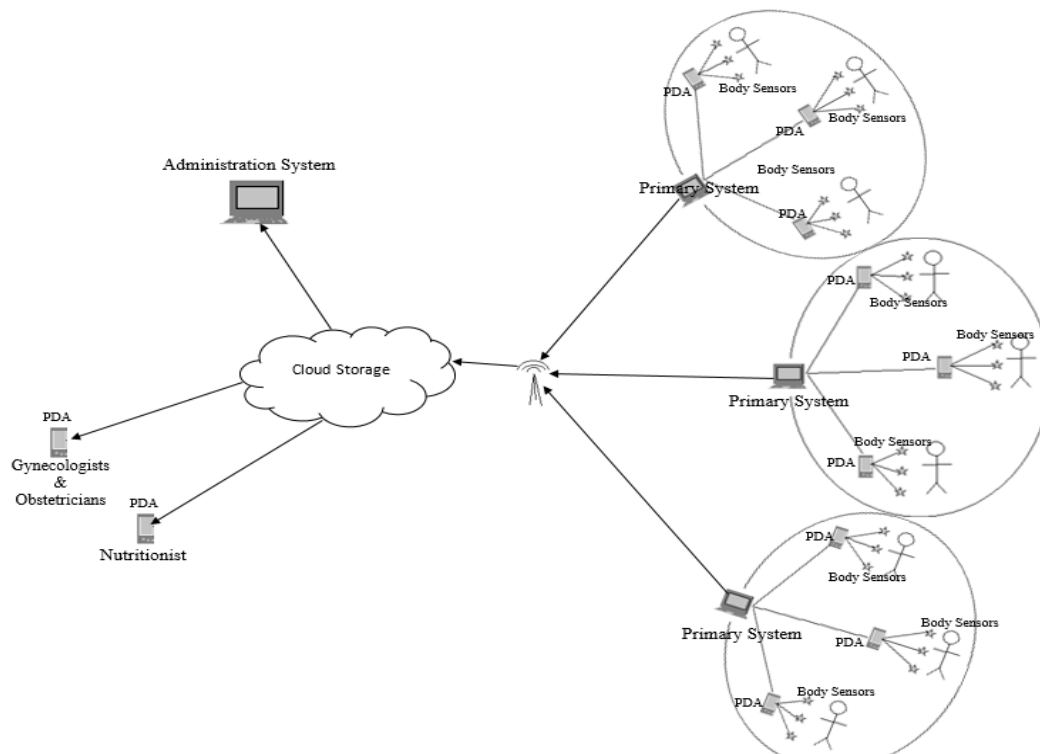 Administration System
Cloud Storage
PDA
Gynecologists
&
Obstetricians
PDA
Nutritionist
PDA
Body Sensors
PDA
Body Sensors
Body Sensors
PDA
Primary System
PDA
Body Sensors
Body Sensors
PDA
Primary System
Body Sensors
PDA
PDA
Body Sensors
Primary System
Body Sensors
PDA
Body Sensors
PDA